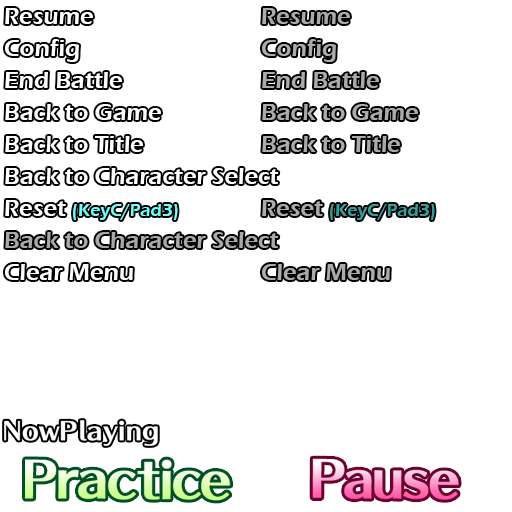 Resume Resume
Config Config
End Battle End Battle
Back to Game Back to Game
Back to Title Back to Title
Back to Character Select
Reset (KeyC/Pad3) Reset (KeyC/Pad3)
Back to Character Select
Clear Menu Clear Menu
NowPlaying
Practice Pause